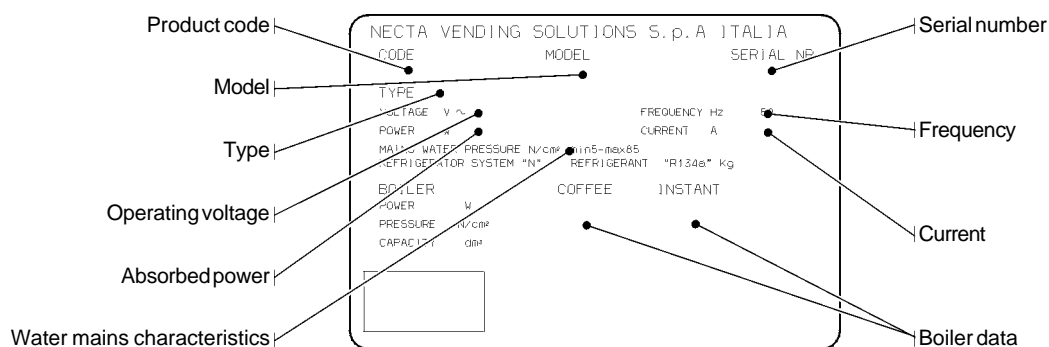 Product code
Model
Type
Operating voltage
Absorbed power
Water mains characteristics
NECTA VENDING SOLUTIONS S.p.A ITALIA
CODE MODEL SERIAL NR
TYPE
VOLTAGE V ~ FREQUENCY Hz 50
POWER W CURRENT A
MAINS WATER PRESSURE N/cm² min5-max85
REFRIGERATOR SYSTEM "N" REFRIGERANT "R134a" Kg
BOILER COFFEE INSTANT
POWER W
PRESSURE N/cm²
CAPACITY dm³
Serial number
Frequency
Current
Boiler data